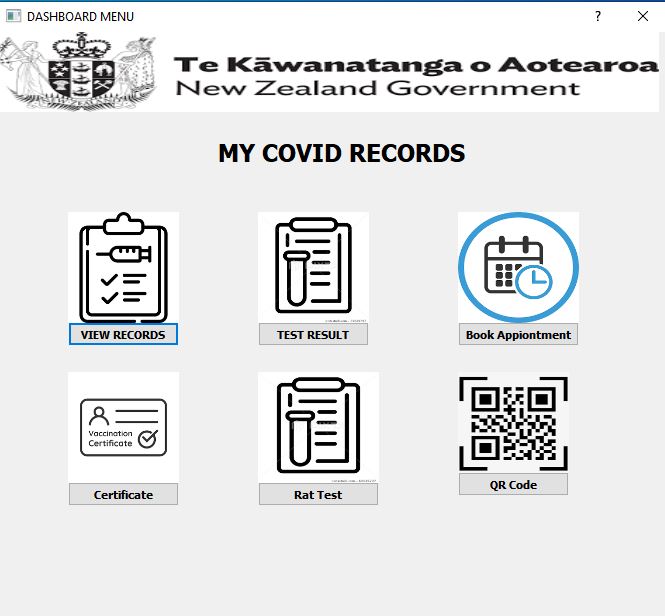 DASHBOARD MENU
Te Kāwanatanga o Aotearoa
New Zealand Government
MY COVID RECORDS
VIEW RECORDS
TEST RESULT
Book Appiontment
Vaccination
Certificate
Certificate
Rat Test
QR Code